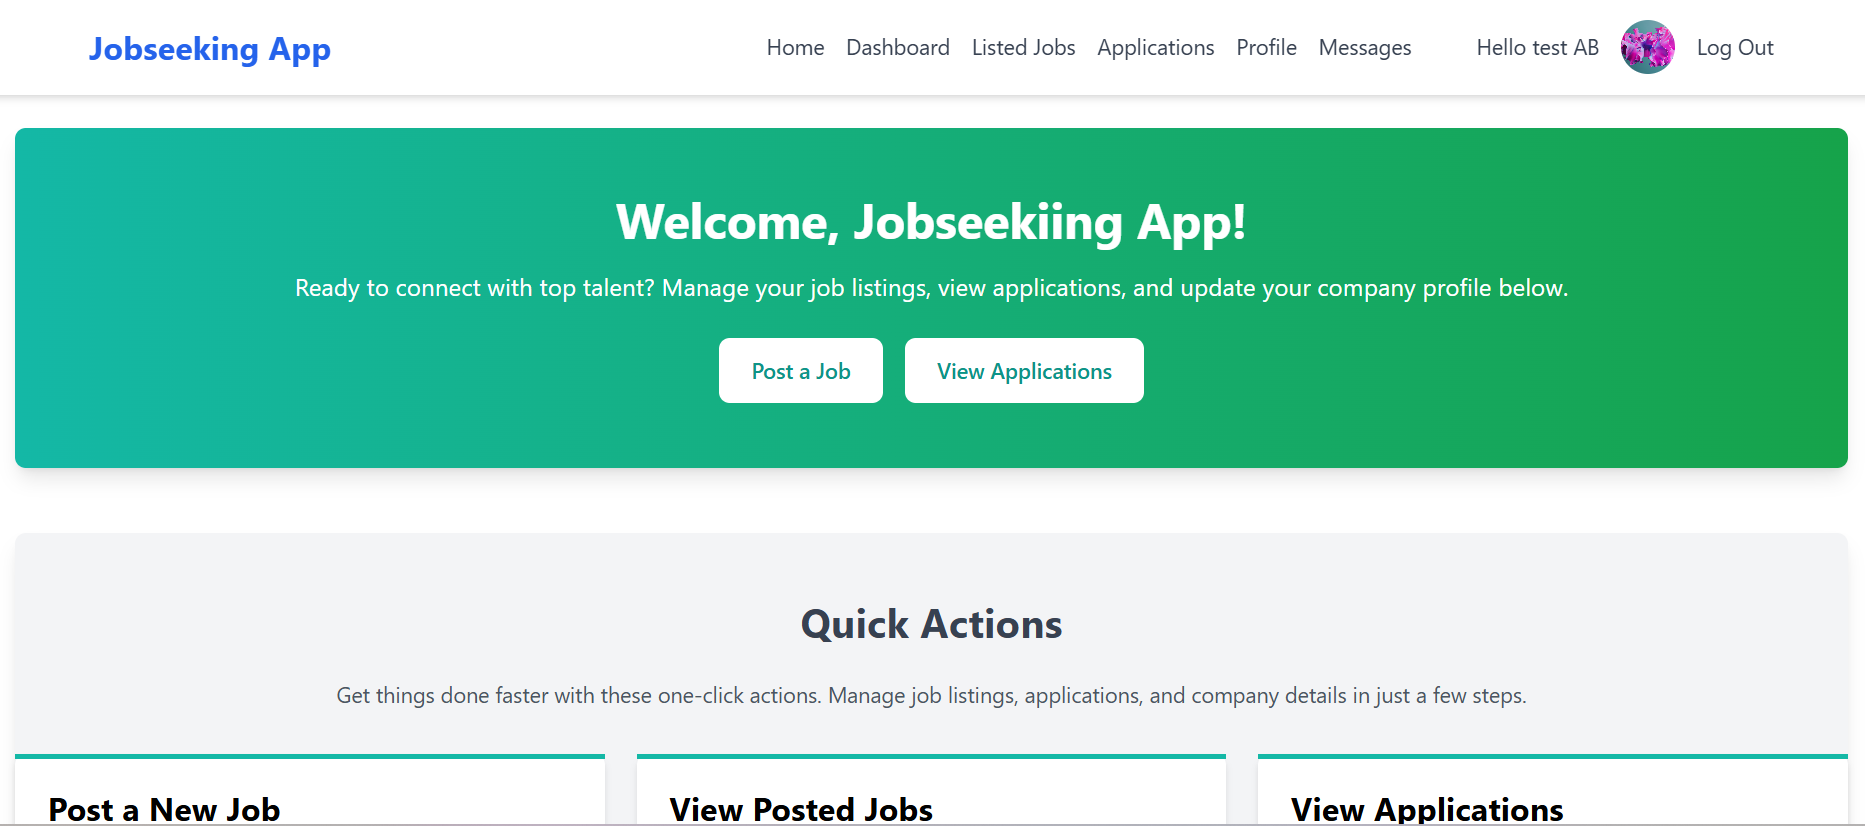 Jobseeking App
Home Dashboard Listed Jobs Applications Profile Messages Hello test AB Log Out
Welcome, Jobseekiing App!
Ready to connect with top talent? Manage your job listings, view applications, and update your company profile below.
Post a Job View Applications
Quick Actions
Get things done faster with these one-click actions. Manage job listings, applications, and company details in just a few steps.
Post a New Job View Posted Jobs View Applications